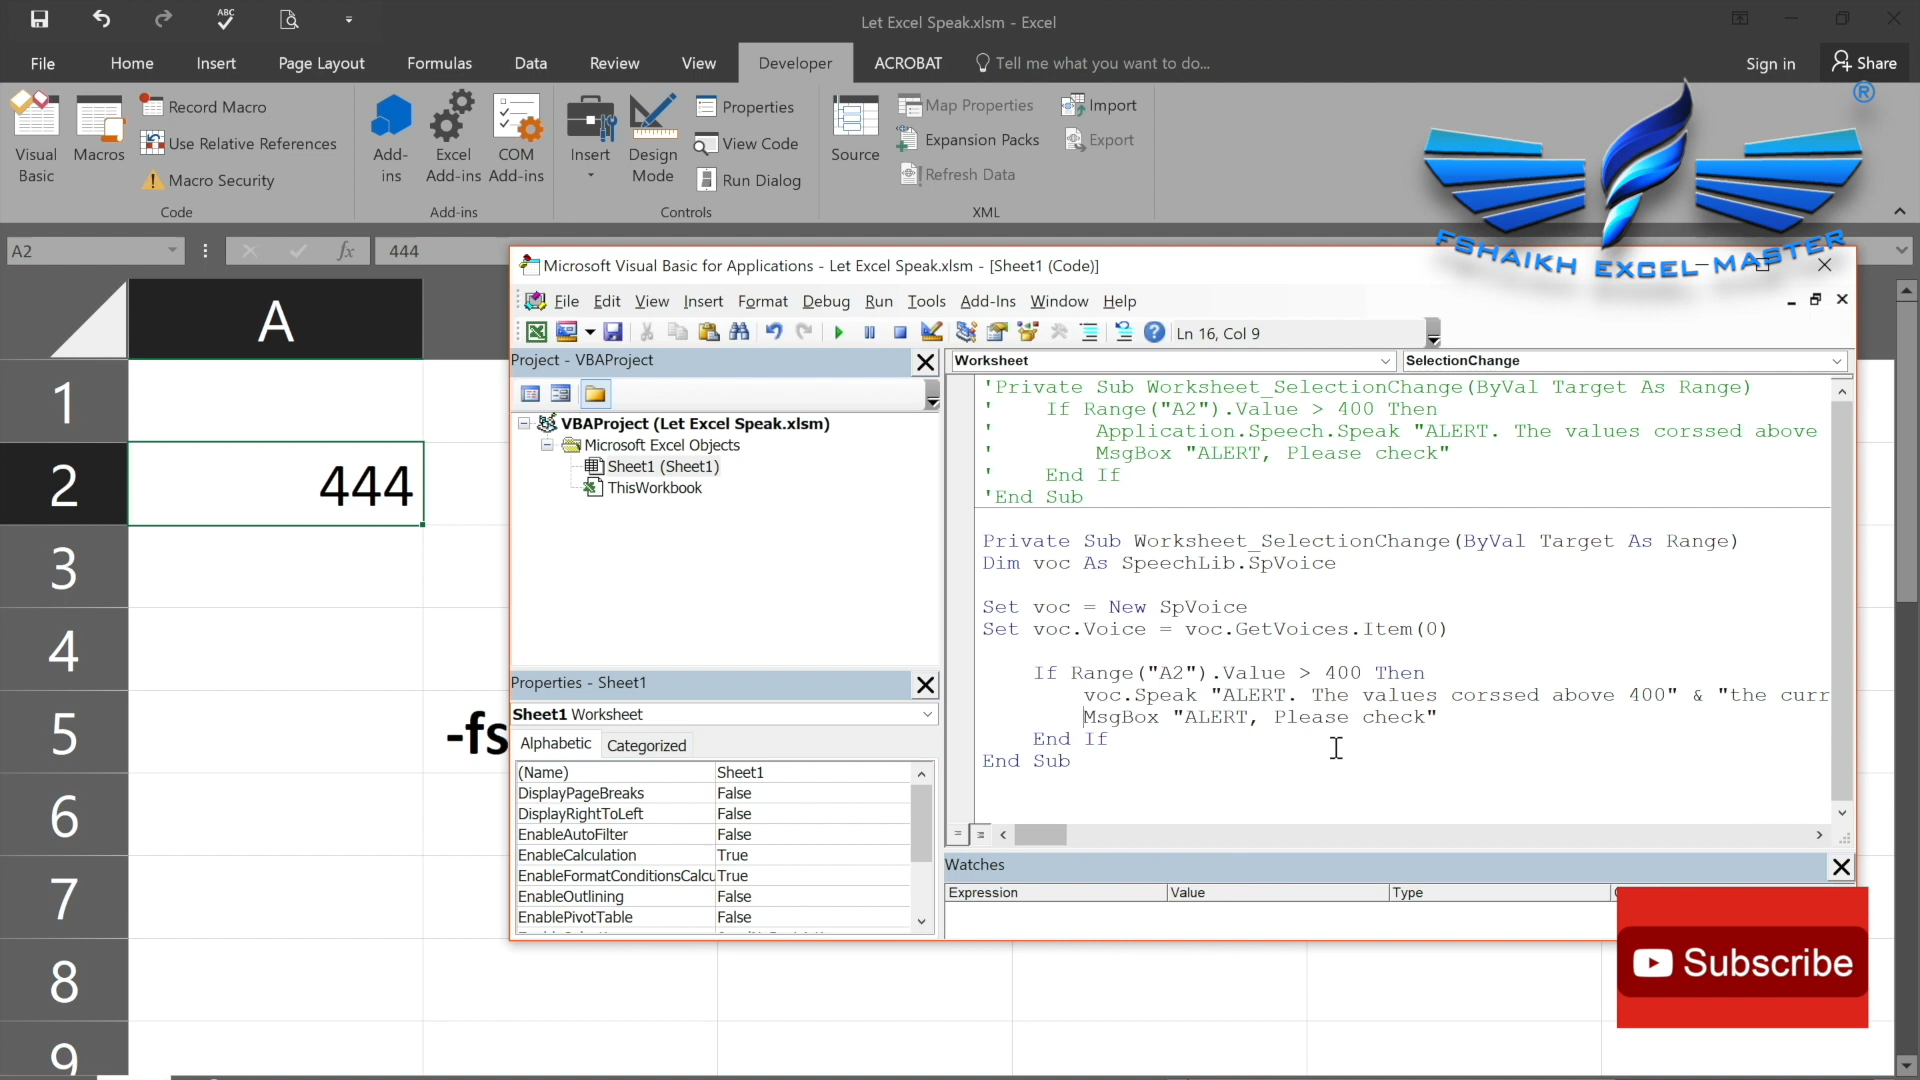 ABC
Let Excel Speak.xlsm - Excel
File Home Insert Page Layout Formulas Data Review View Developer ACROBAT Tell me what you want to do... Sign in Share
Visual Basic
Macros
Record Macro
Use Relative References
Macro Security
Code
Add-ins
Excel Add-ins
COM Add-ins
Add-ins
Insert
Design Mode
Properties
View Code
Run Dialog
Controls
Source
Map Properties
Expansion Packs
Refresh Data
Import
Export
XML
®
FSHAIKH EXCEL-MASTER
A2 fx 444
A
1
2 444
3
4
5 -fs
6
7
8
9
Microsoft Visual Basic for Applications - Let Excel Speak.xlsm - [Sheet1 (Code)]
File Edit View Insert Format Debug Run Tools Add-Ins Window Help
Ln 16, Col 9
Project - VBAProject
VBAProject (Let Excel Speak.xlsm)
Microsoft Excel Objects
Sheet1 (Sheet1)
ThisWorkbook
Properties - Sheet1
Sheet1 Worksheet
Alphabetic Categorized
(Name) Sheet1
DisplayPageBreaks False
DisplayRightToLeft False
EnableAutoFilter False
EnableCalculation True
EnableFormatConditionsCalcu True
EnableOutlining False
EnablePivotTable False
Worksheet SelectionChange
'Private Sub Worksheet_SelectionChange(ByVal Target As Range)
'    If Range("A2").Value > 400 Then
'        Application.Speech.Speak "ALERT. The values corssed above
'        MsgBox "ALERT, Please check"
'    End If
'End Sub
Private Sub Worksheet_SelectionChange(ByVal Target As Range)
Dim voc As SpeechLib.SpVoice
Set voc = New SpVoice
Set voc.Voice = voc.GetVoices.Item(0)
If Range("A2").Value > 400 Then
voc.Speak "ALERT. The values corssed above 400" & "the curr
MsgBox "ALERT, Please check"
End If
End Sub
Watches
Expression Value Type
Subscribe